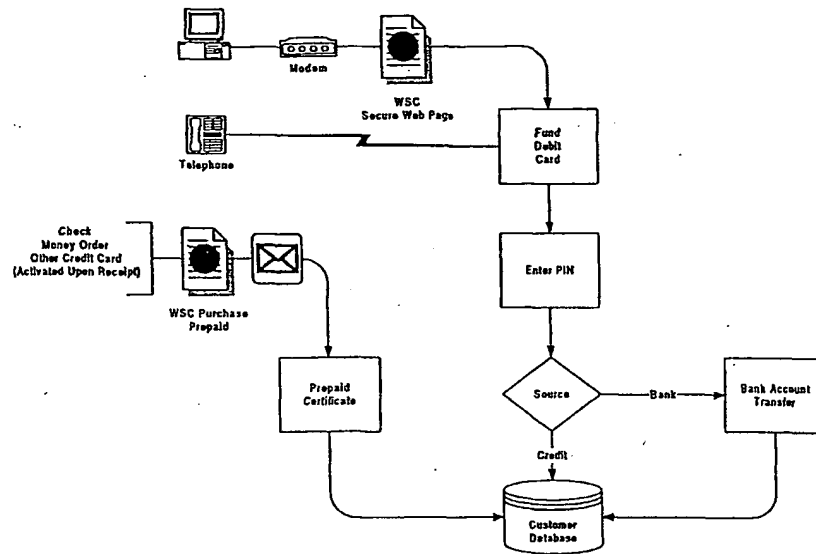 Modem
WSC
Secure Web Page
Telephone
Fund
Debit
Card
Check
Money Order
Other Credit Card
(Activated Upon Receipt)
WSC Purchase
Prepaid
Enter PIN
Prepaid
Certificate
Source
Bank
Bank Account
Transfer
Credit
Customer
Database